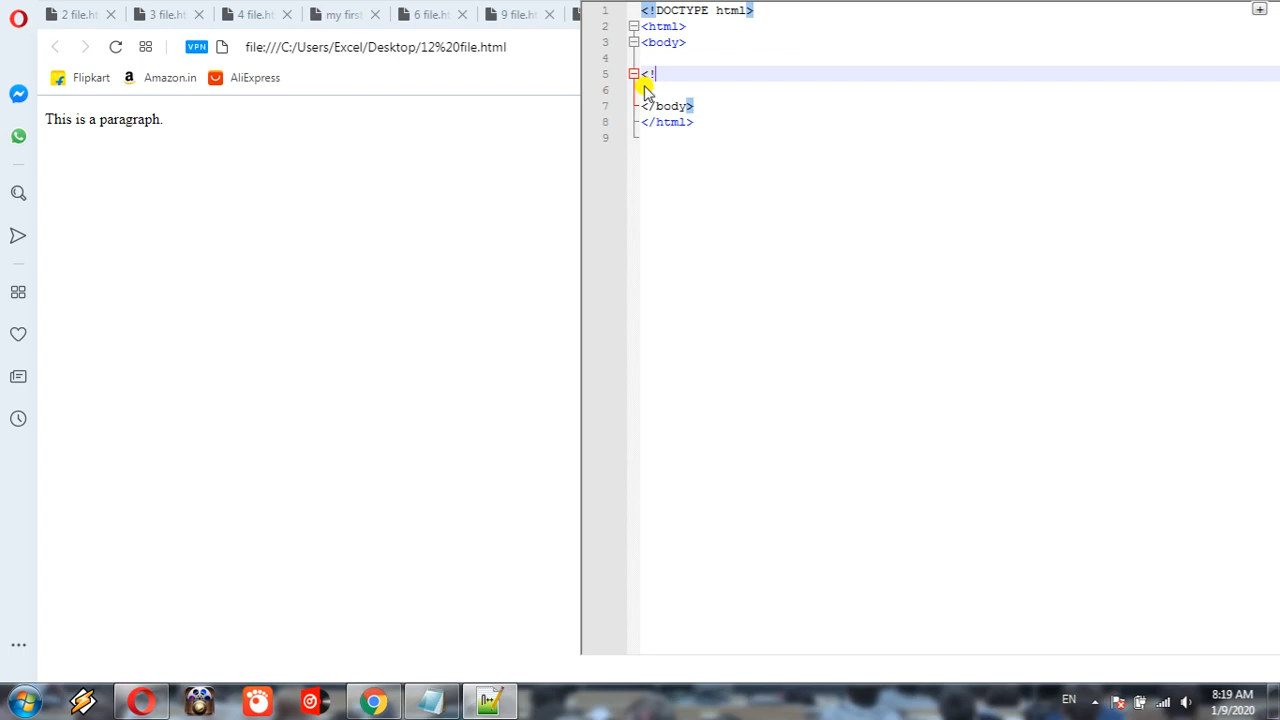 2 file.ht
3 file.ht
4 file.ht
my first
6 file.ht
9 file.ht
VPN file:///C:/Users/Excel/Desktop/12%20file.html
Flipkart Amazon.in AliExpress
This is a paragraph.
1 <!DOCTYPE html>
2 <html>
3 <body>
4
5 <!
6
7 </body>
8 </html>
9
EN
8:19 AM
1/9/2020